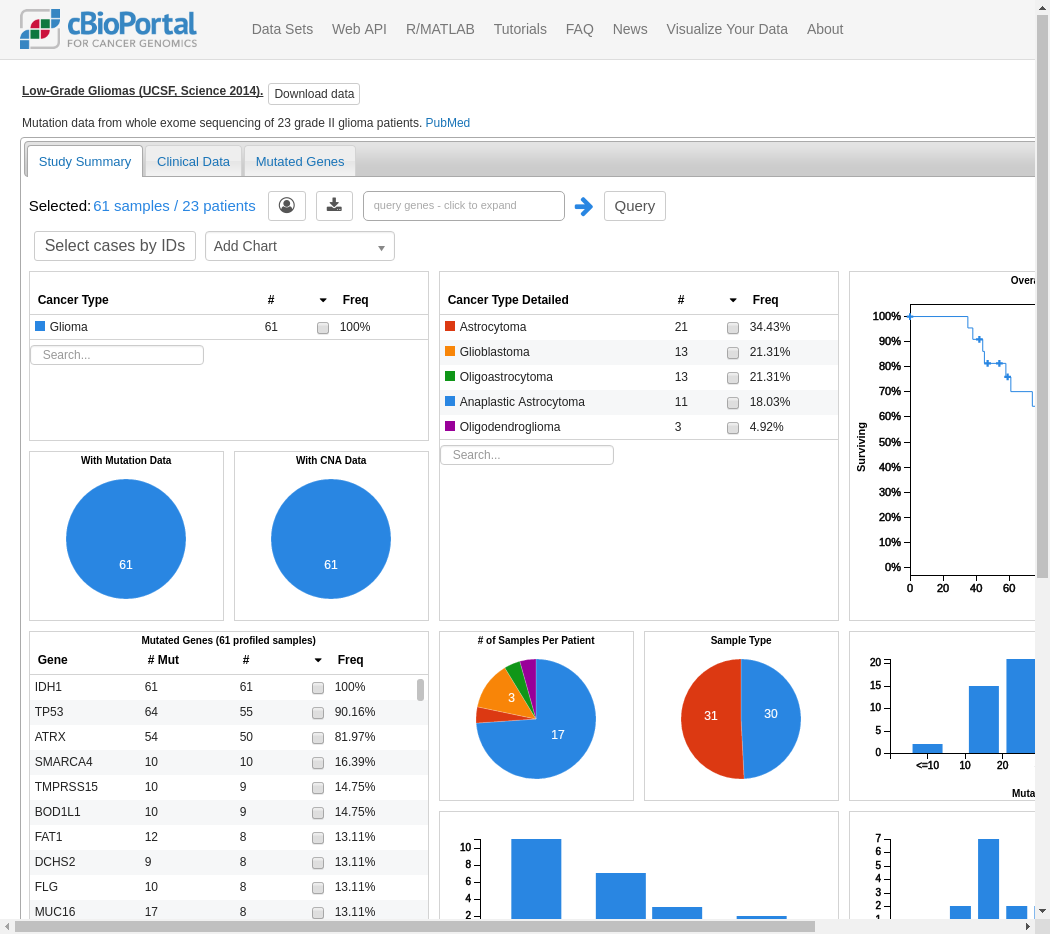 cBioPortal
FOR CANCER GENOMICS
Data Sets Web API R/MATLAB Tutorials FAQ News Visualize Your Data About
Low-Grade Gliomas (UCSF, Science 2014). Download data
Mutation data from whole exome sequencing of 23 grade II glioma patients. PubMed
Study Summary Clinical Data Mutated Genes
Selected: 61 samples / 23 patients query genes - click to expand Query
Select cases by IDs Add Chart
Cancer Type # Freq
Glioma 61 100%
Search...
Cancer Type Detailed # Freq
Astrocytoma 21 34.43%
Glioblastoma 13 21.31%
Oligoastrocytoma 13 21.31%
Anaplastic Astrocytoma 11 18.03%
Oligodendroglioma 3 4.92%
Search...
100%
90%
80%
70%
60%
50%
40%
30%
20%
10%
0%
Surviving
0 20 40 60
With Mutation Data
61
With CNA Data
61
Mutated Genes (61 profiled samples)
Gene # Mut # Freq
IDH1 61 61 100%
TP53 64 55 90.16%
ATRX 54 50 81.97%
SMARCA4 10 10 16.39%
TMPRSS15 10 9 14.75%
BOD1L1 10 9 14.75%
FAT1 12 8 13.11%
DCHS2 9 8 13.11%
FLG 10 8 13.11%
MUC16 17 8 13.11%
# of Samples Per Patient
3
17
Sample Type
31 30
20
15
10
5
0
<=10 10 20
10
8
6
4
2
7
6
5
4
3
2
1